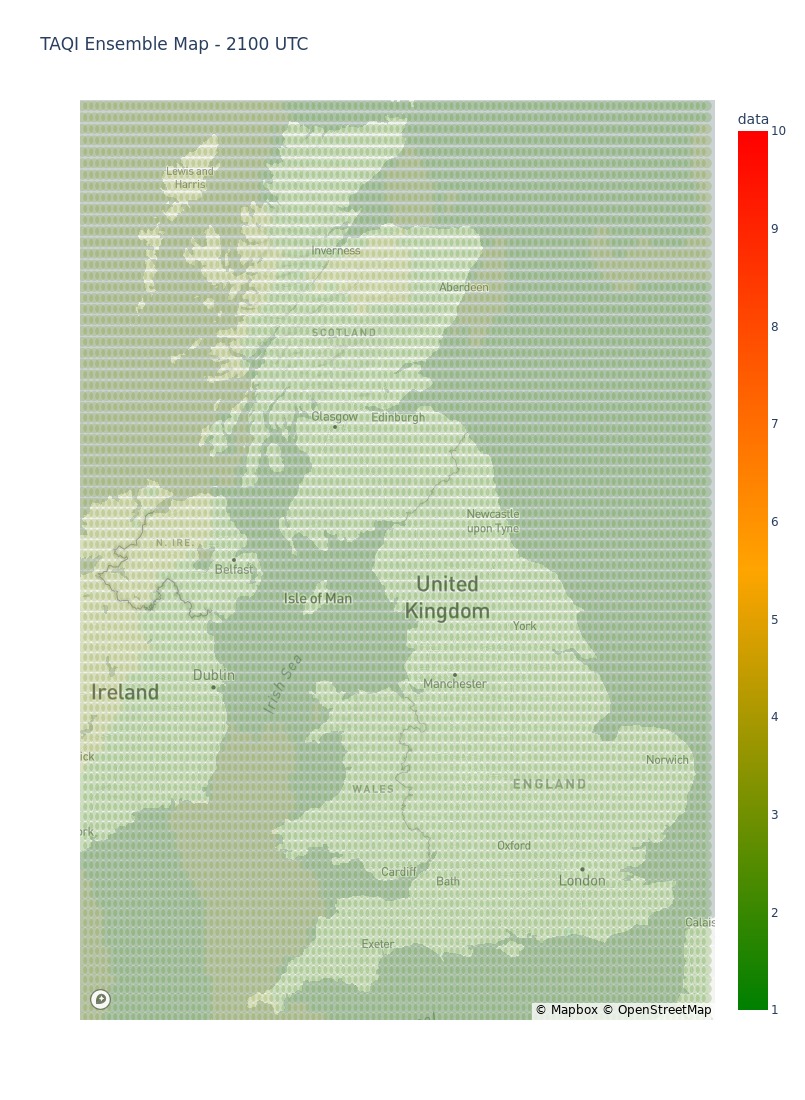 TAQI Ensemble Map - 2100 UTC
data
10
9
8
7
6
5
4
3
2
1
Lewis and
Harris
Inverness
Aberdeen
SCOTLAND
Glasgow
Edinburgh
Newcastle
upon Tyne
N. IRE.
Belfast
Isle of Man
United
Kingdom
York
Dublin
Irish Sea
Manchester
Ireland
ick
Norwich
WALES
ENGLAND
ork
Oxford
Cardiff
Bath
London
Calais
Exeter
© Mapbox © OpenStreetMap